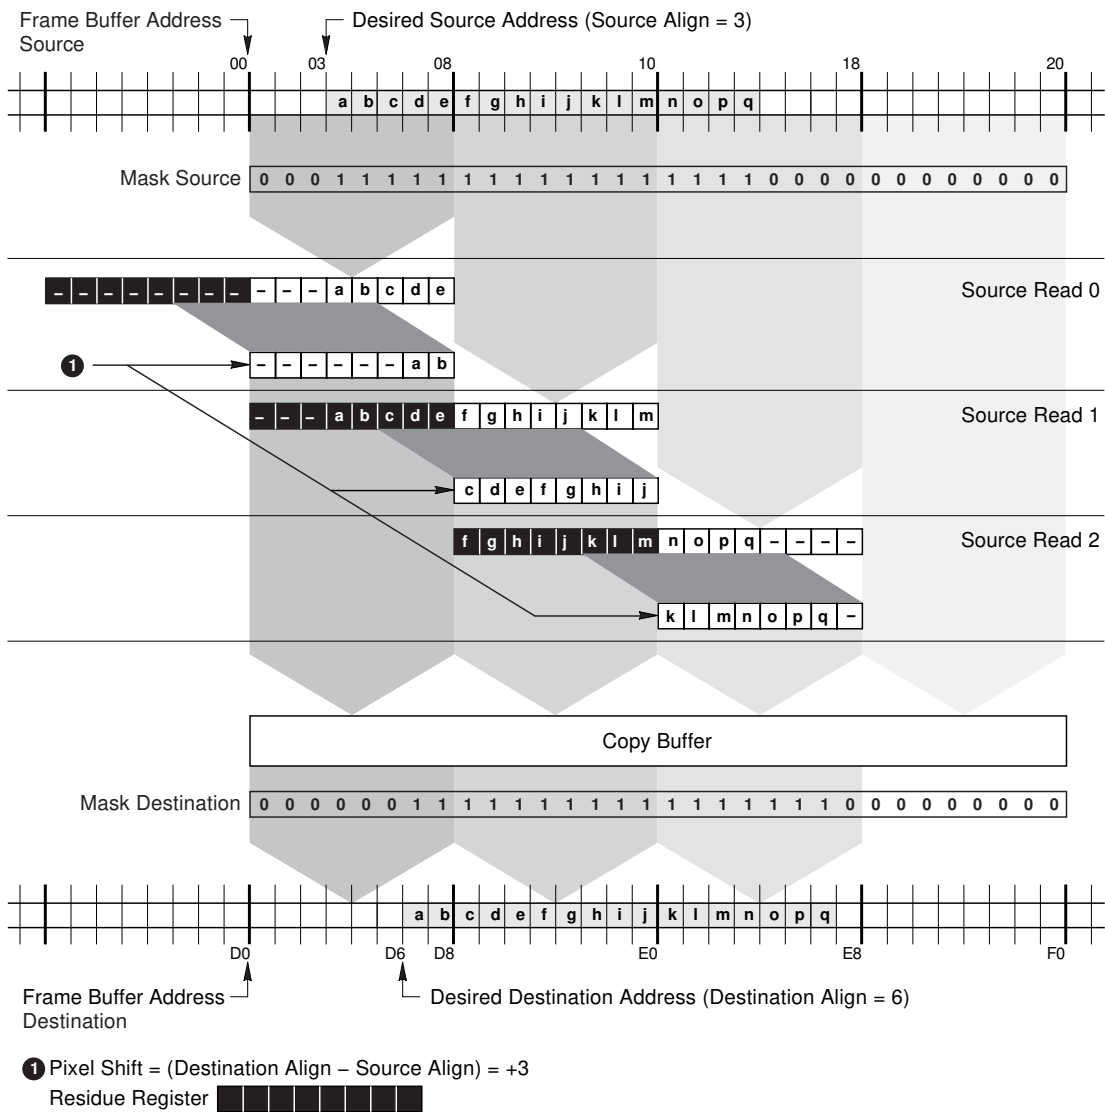 Frame Buffer Address Desired Source Address (Source Align = 3)
Source
00 03 08 10 18 20
a b c d e f g h i j k l m n o p q
Mask Source 0 0 0 1 1 1 1 1 1 1 1 1 1 1 1 1 1 1 1 1 0 0 0 0 0 0 0 0 0 0 0 0
– – – – – – – – – – – a b c d e Source Read 0
1 – – – – – – a b
– – – a b c d e f g h i j k l m Source Read 1
c d e f g h i j
f g h i j k l m n o p q – – – – Source Read 2
k l m n o p q –
Copy Buffer
Mask Destination 0 0 0 0 0 0 1 1 1 1 1 1 1 1 1 1 1 1 1 1 1 1 1 0 0 0 0 0 0 0 0 0
a b c d e f g h i j k l m n o p q
D0 D6 D8 E0 E8 F0
Frame Buffer Address Desired Destination Address (Destination Align = 6)
Destination
1 Pixel Shift = (Destination Align – Source Align) = +3
Residue Register